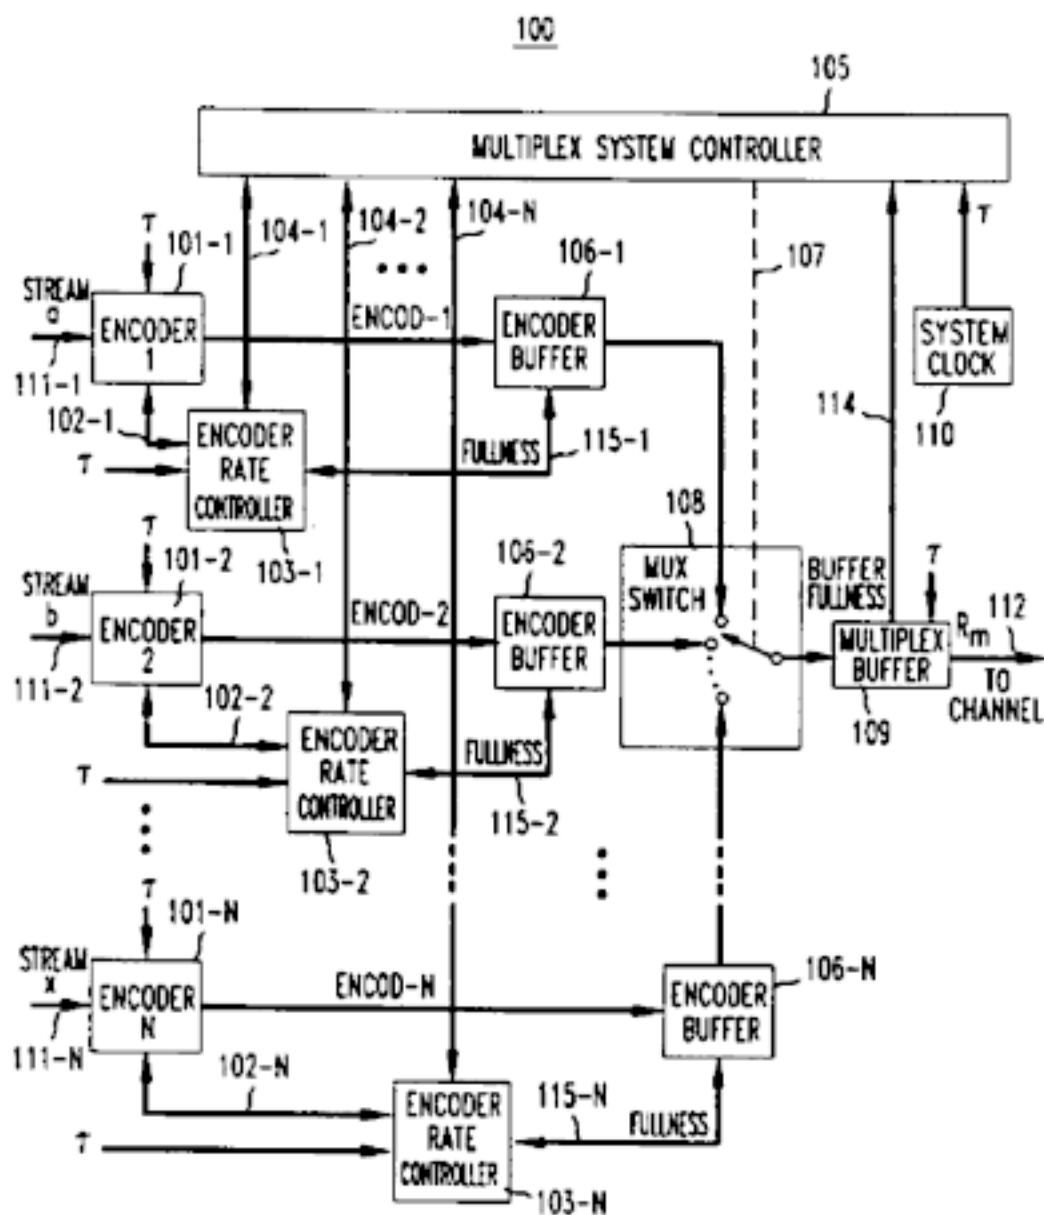 100
105
MULTIPLEX SYSTEM CONTROLLER
τ
101-1
104-1
104-2
104-N
106-1
107
τ
STREAM
a
ENCODER
1
ENCOD-1
ENCODER
BUFFER
SYSTEM
CLOCK
111-1
102-1
114
110
ENCODER
RATE
CONTROLLER
FULLNESS
115-1
τ
τ
101-2
103-1
106-2
108
MUX
SWITCH
BUFFER
FULLNESS
τ
STREAM
b
ENCODER
2
ENCOD-2
ENCODER
BUFFER
MULTIPLEX
BUFFER
Rm
112
TO
CHANNEL
111-2
102-2
109
ENCODER
RATE
CONTROLLER
FULLNESS
τ
115-2
103-2
τ
101-N
STREAM
x
ENCODER
N
ENCOD-N
106-N
ENCODER
BUFFER
111-N
102-N
ENCODER
RATE
CONTROLLER
115-N
FULLNESS
τ
103-N